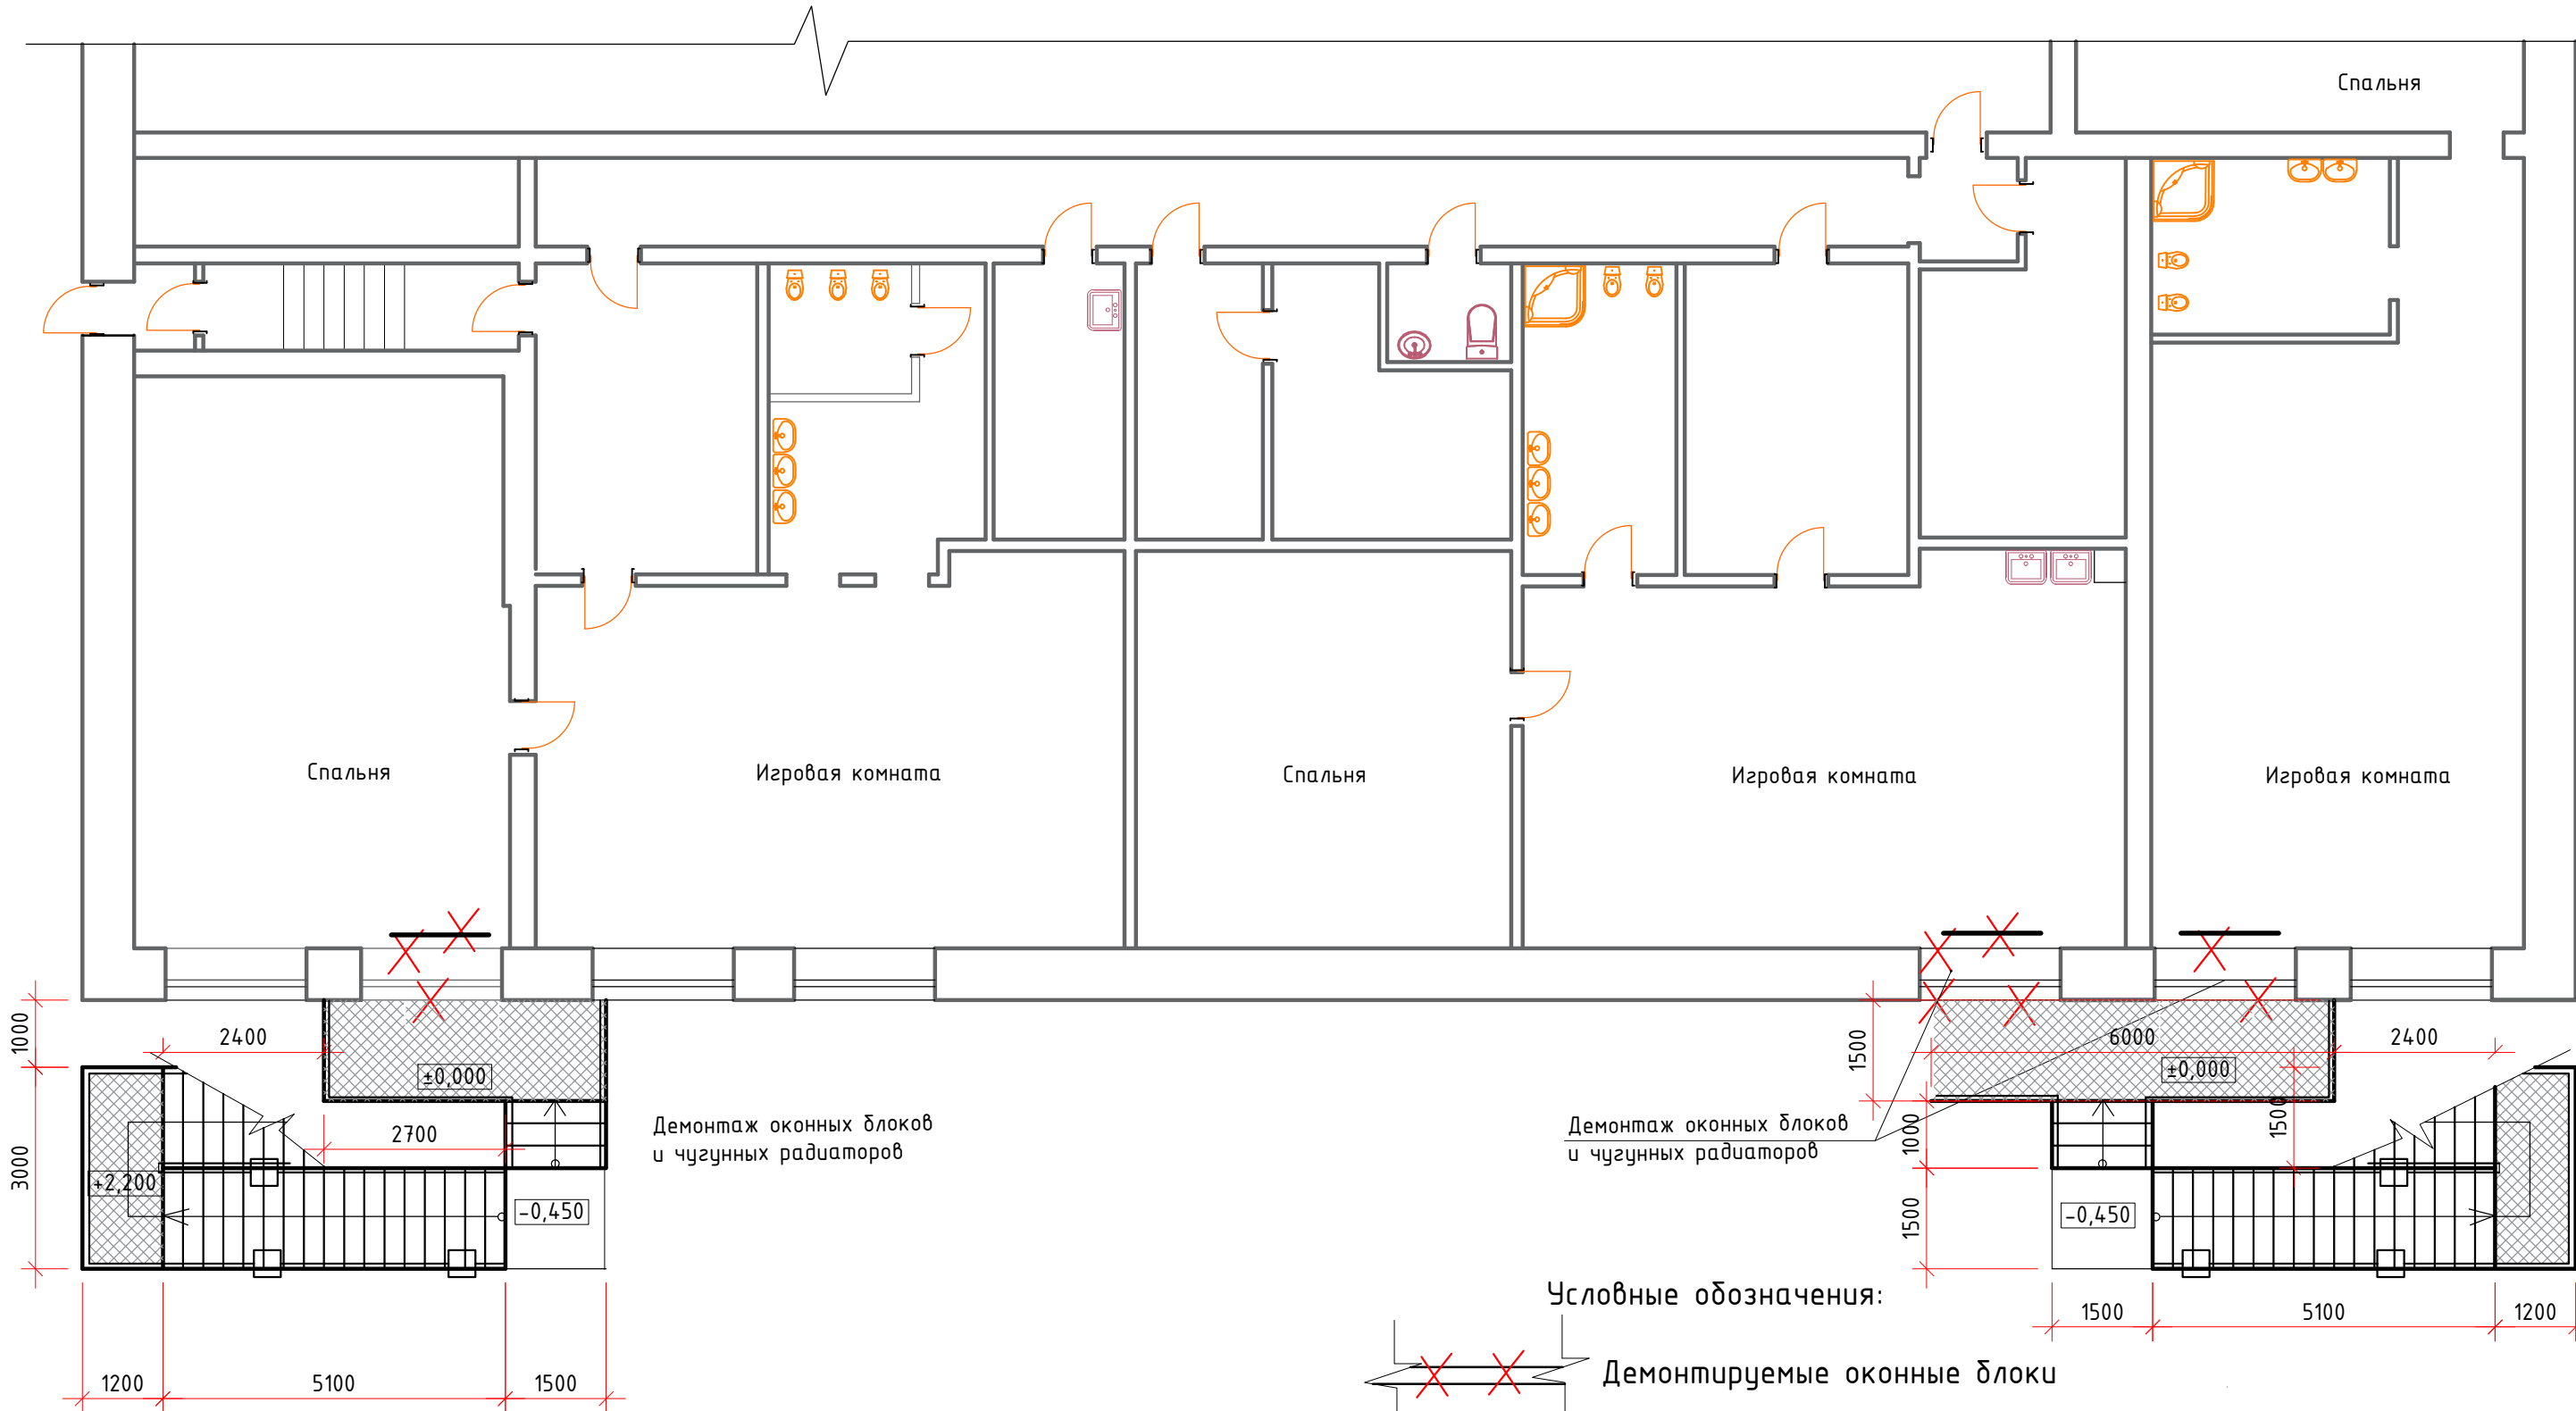 Спальня
Спальня
Игровая комната
Спальня
Игровая комната
Игровая комната
1000
2400
±0,000
2700
3000
+2,200
-0,450
Демонтаж оконных блоков
и чугунных радиаторов
1200
5100
1500
Демонтаж оконных блоков
и чугунных радиаторов
1500
6000
2400
±0,000
1500
1000
1500
-0,450
1500
5100
1200
Условные обозначения:
Демонтируемые оконные блоки